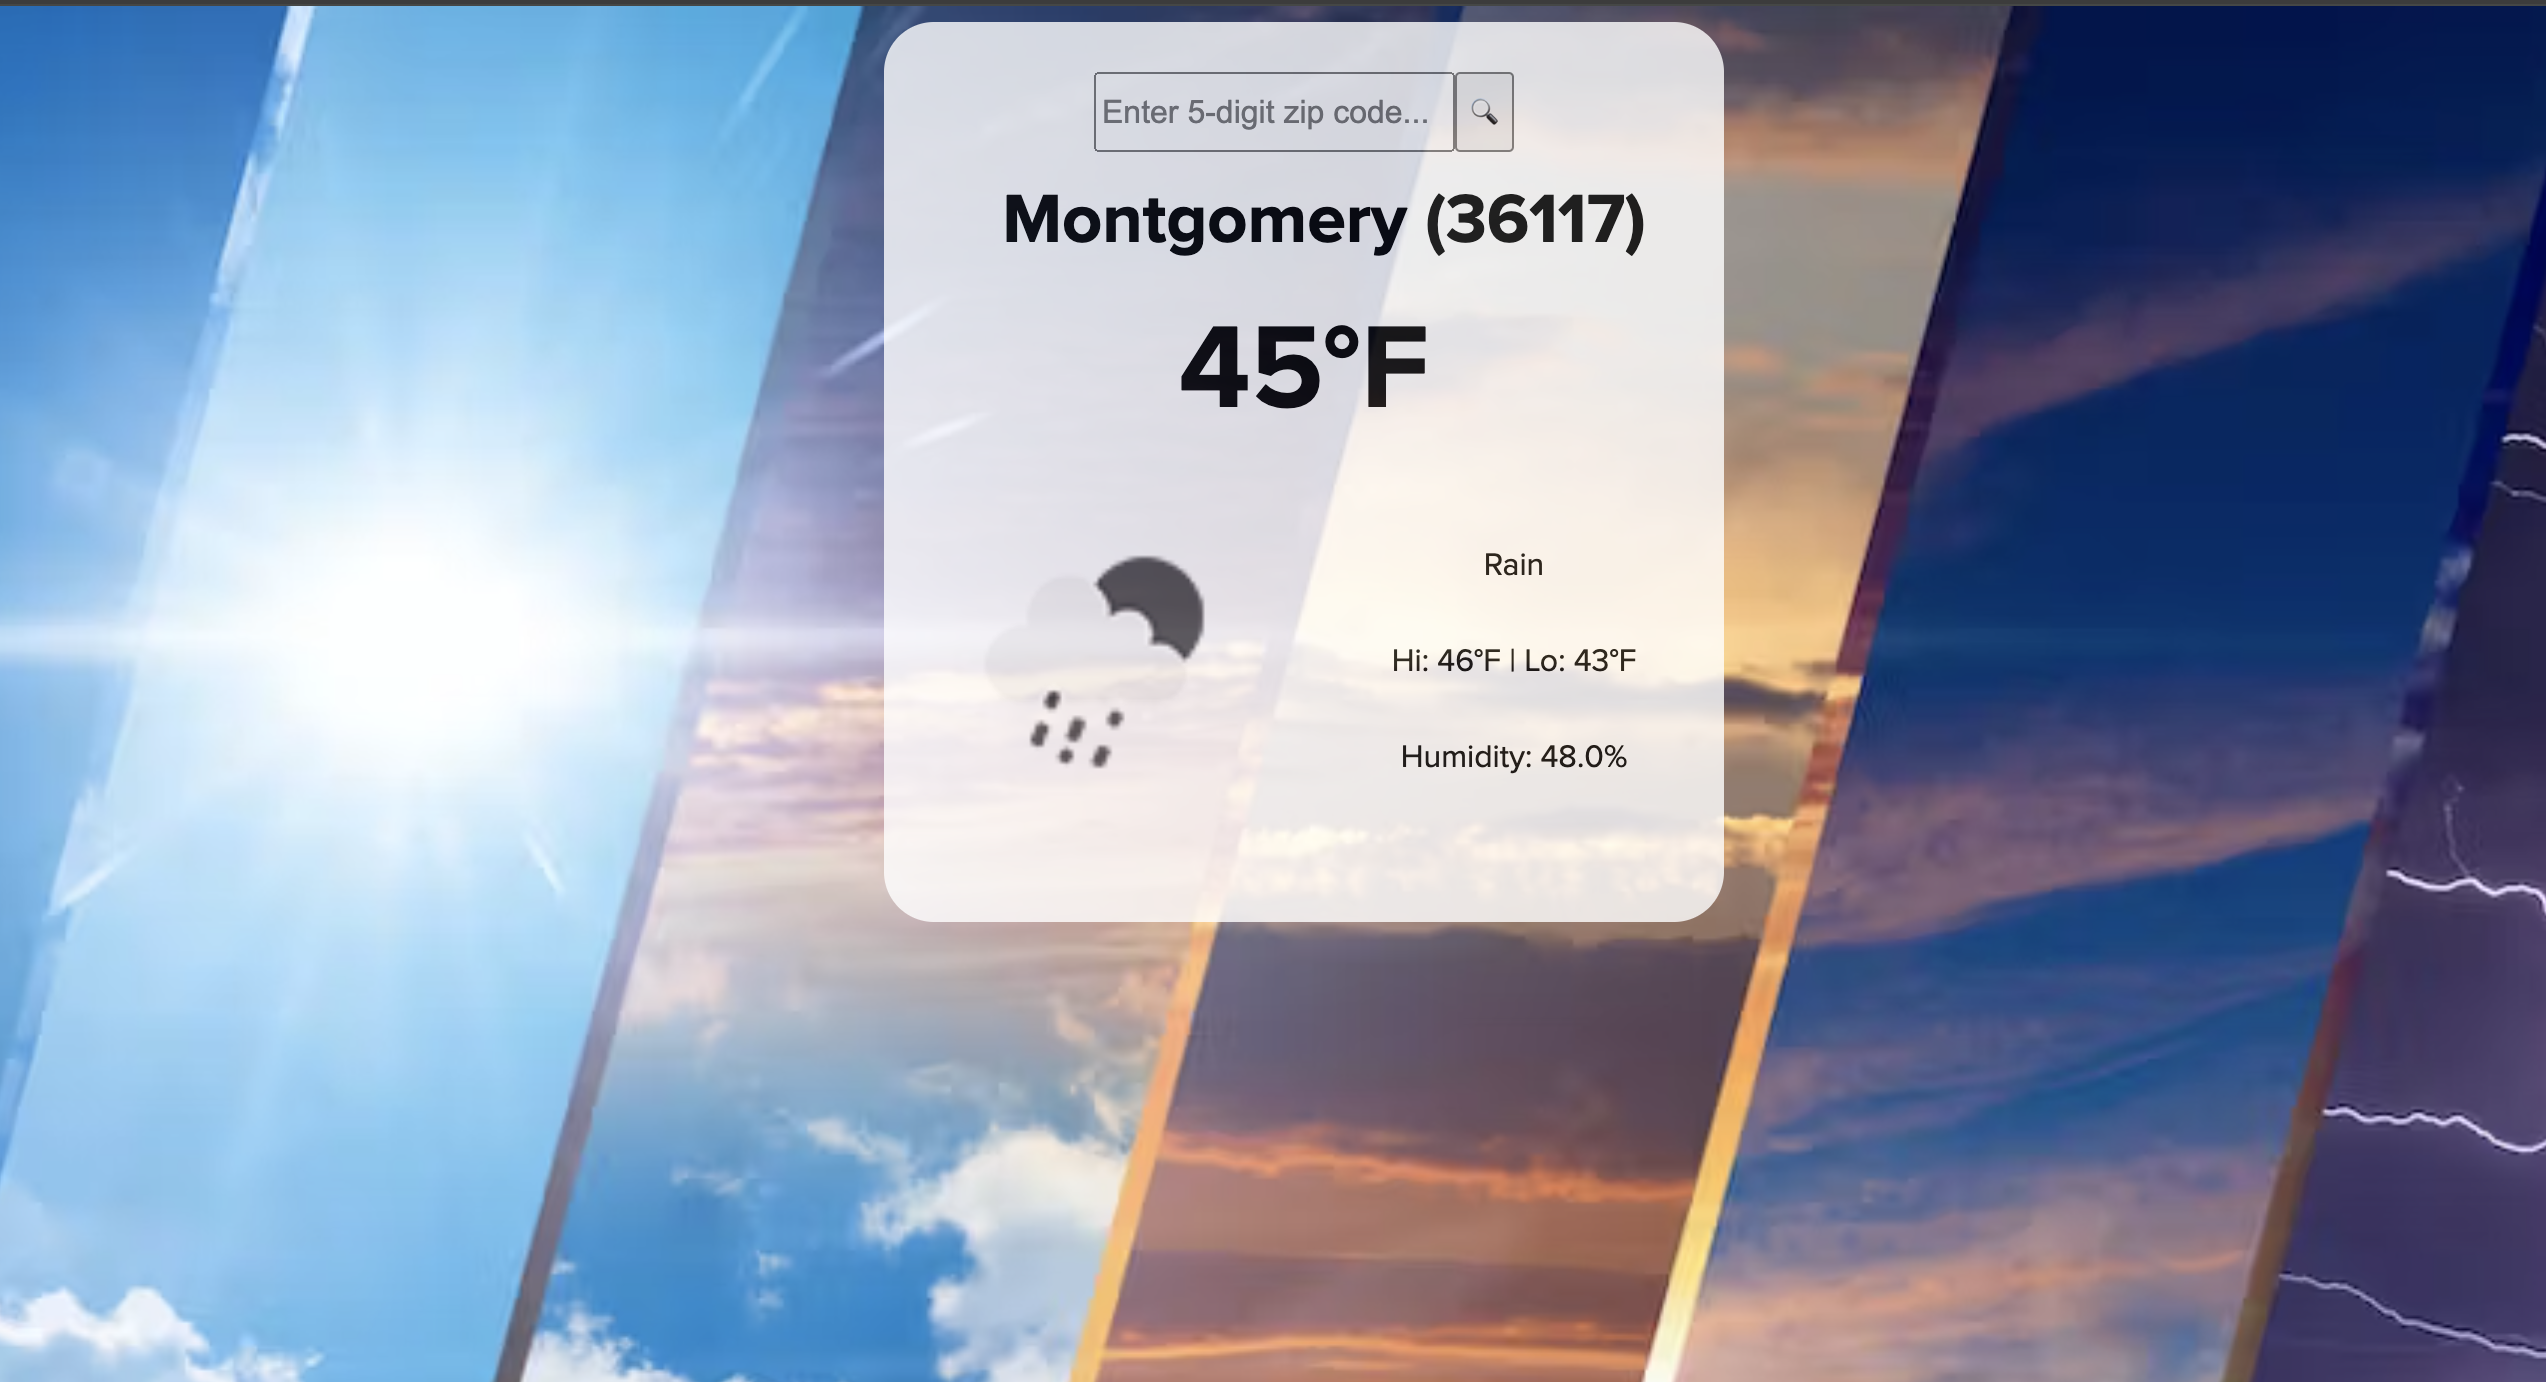 Enter 5-digit zip code...
Montgomery (36117)
45°F
Rain
Hi: 46°F | Lo: 43°F
Humidity: 48.0%